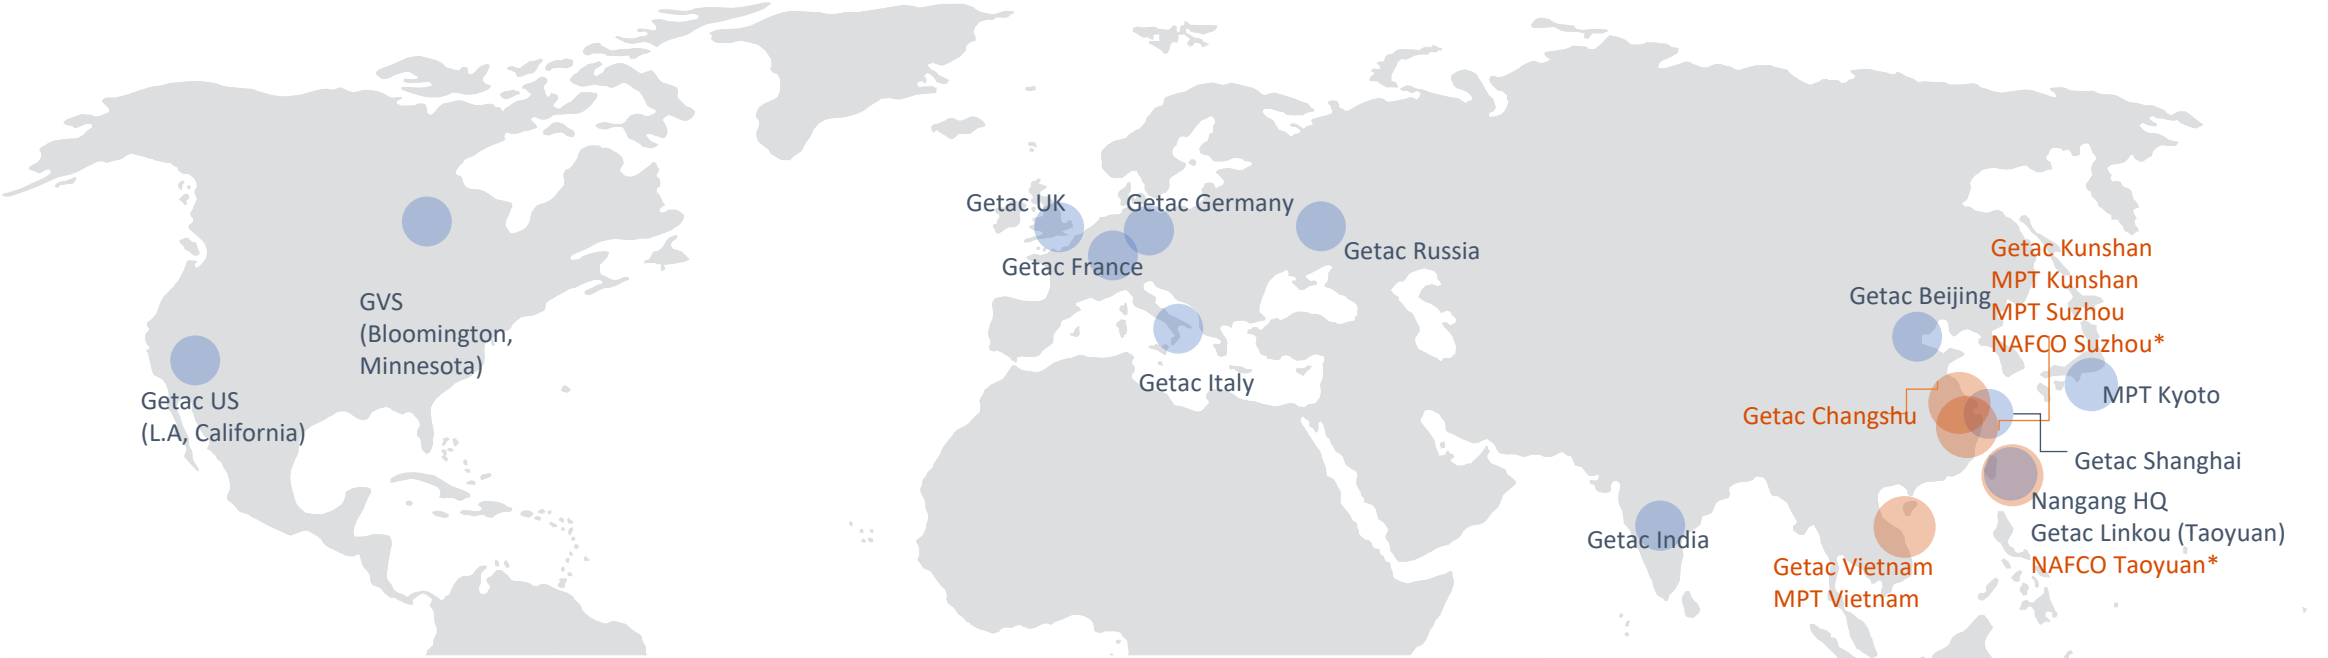 Getac UK
Getac Germany
Getac France
Getac Russia
Getac Italy
GVS
(Bloomington,
Minnesota)
Getac US
(L.A, California)
Getac Kunshan
MPT Kunshan
MPT Suzhou
NAFCO Suzhou*
Getac Beijing
MPT Kyoto
Getac Changshu
Getac Shanghai
Nangang HQ
Getac Linkou (Taoyuan)
NAFCO Taoyuan*
Getac India
Getac Vietnam
MPT Vietnam